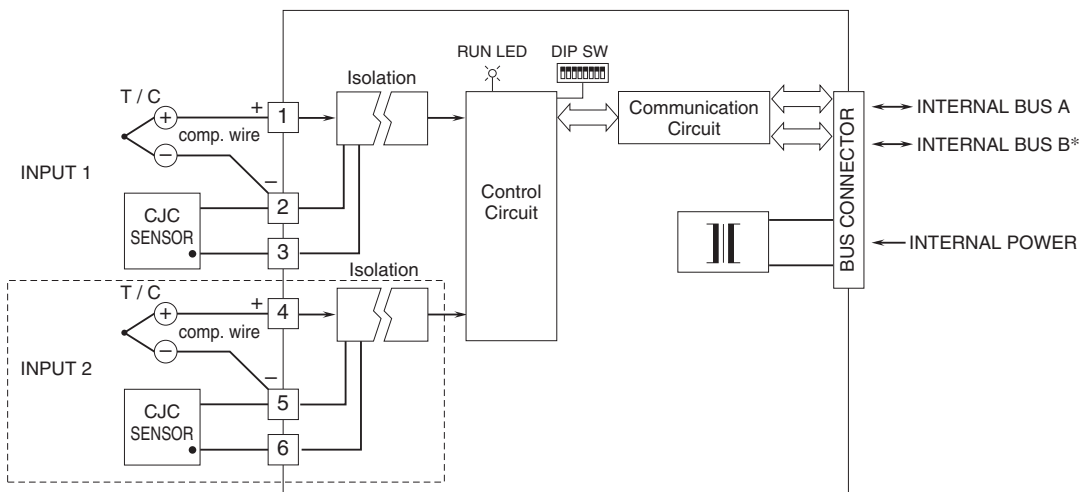 RUN LED
DIP SW
Isolation
T / C
+
1
+
comp. wire
−
−
INPUT 1
2
CJC
SENSOR
3
Control
Circuit
Communication
Circuit
BUS CONNECTOR
INTERNAL BUS A
INTERNAL BUS B*
INTERNAL POWER
Isolation
T / C
+
4
+
comp. wire
−
−
INPUT 2
5
CJC
SENSOR
6